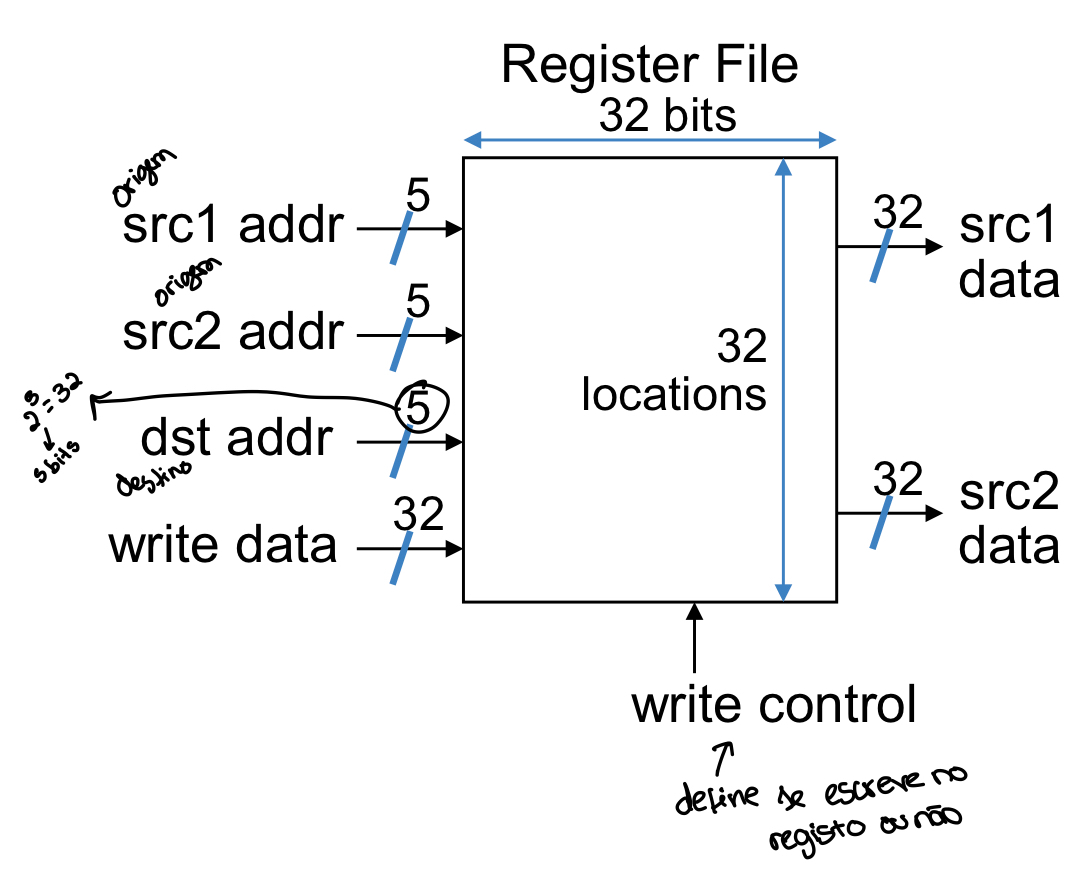 Register File
32 bits
origem
src1 addr
5
32
src1
data
origem
src2 addr
5
32
locations
2⁵=32
5 bits
5
dst addr
destino
32
write data
32
src2
data
write control
define se escreve no
registo ou não